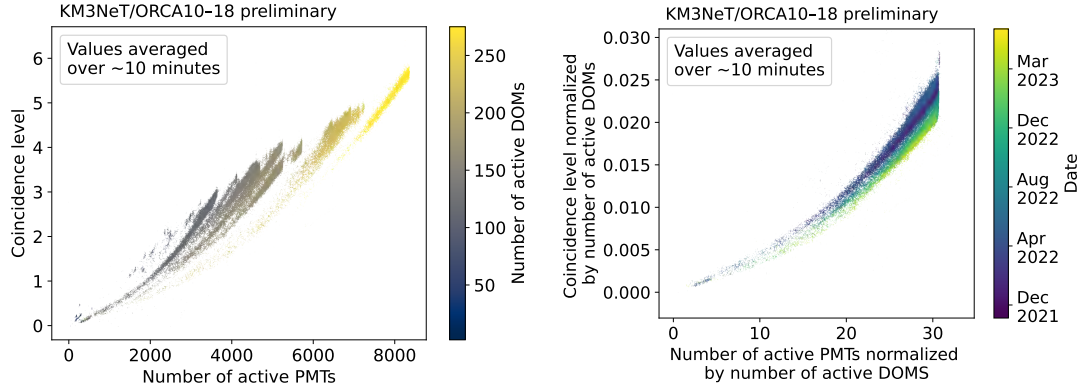 KM3NeT/ORCA10–18 preliminary
Values averaged
over ~10 minutes
Coincidence level
6
5
4
3
2
1
0
0
2000
4000
6000
8000
Number of active PMTs
250
200
150
100
50
Number of active DOMs
KM3NeT/ORCA10–18 preliminary
Values averaged
over ~10 minutes
Coincidence level normalized
by number of active DOMs
0.030
0.025
0.020
0.015
0.010
0.005
0.000
0
10
20
30
Number of active PMTs normalized
by number of active DOMS
Mar
2023
Dec
2022
Aug
2022
Apr
2022
Dec
2021
Date